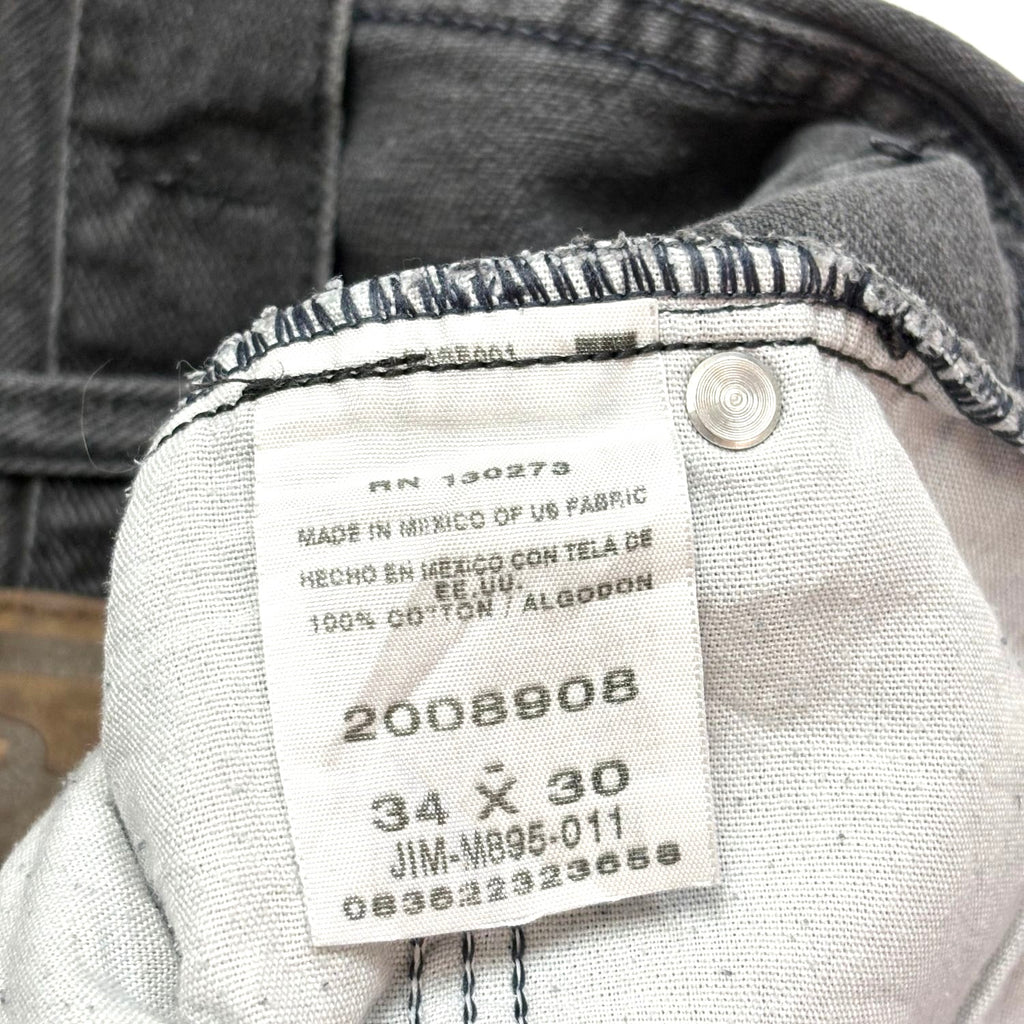 RN 130273
MADE IN MEXICO OF US FABRIC
HECHO EN MEXICO CON TELA DE
EE.UU.
100% COTTON / ALGODON
2008908
34 X 30
JIM-M895-011